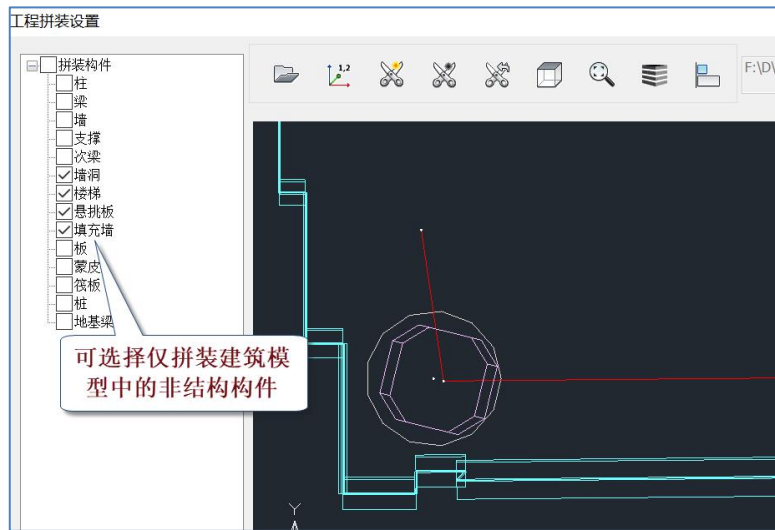 工程拼装设置
拼装构件
柱
梁
墙
支撑
次梁
墙洞
楼梯
悬挑板
填充墙
板
蒙皮
筏板
桩
地基梁
可选择仅拼装建筑模
型中的非结构构件
1,2
F:\D\
Y